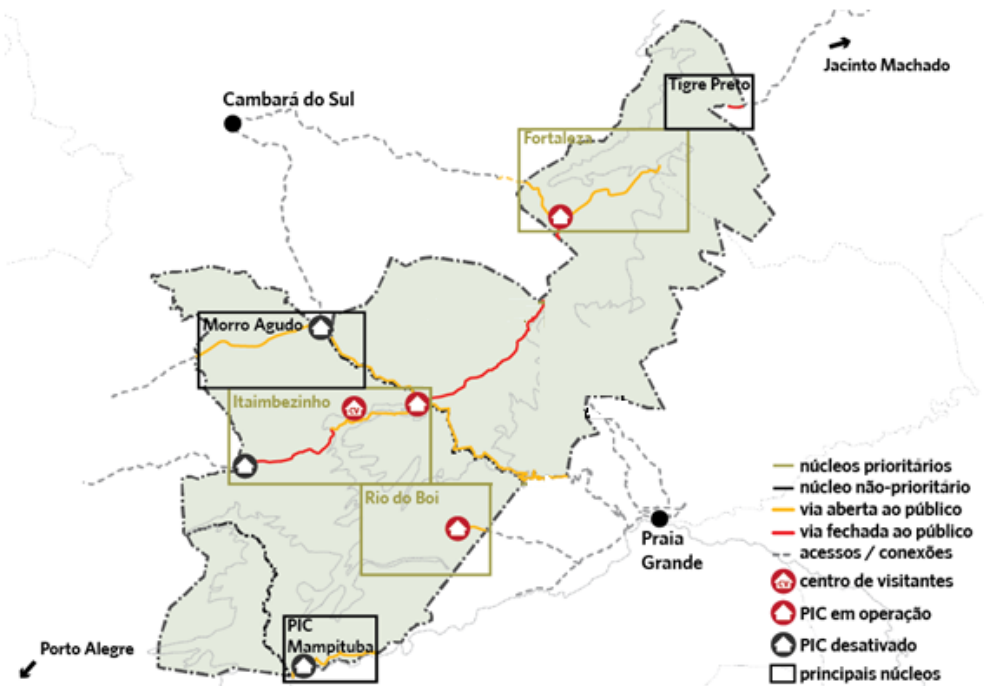 Jacinto Machado
Tigre Preto
Cambará do Sul
Fortaleza
Morro Agudo
Itaimbezinho
CV
Rio do Boi
Praia
Grande
PIC
Mampituba
Porto Alegre
núcleos prioritários
núcleo não-prioritário
via aberta ao público
via fechada ao público
acessos / conexões
CV centro de visitantes
PIC em operação
PIC desativado
principais núcleos